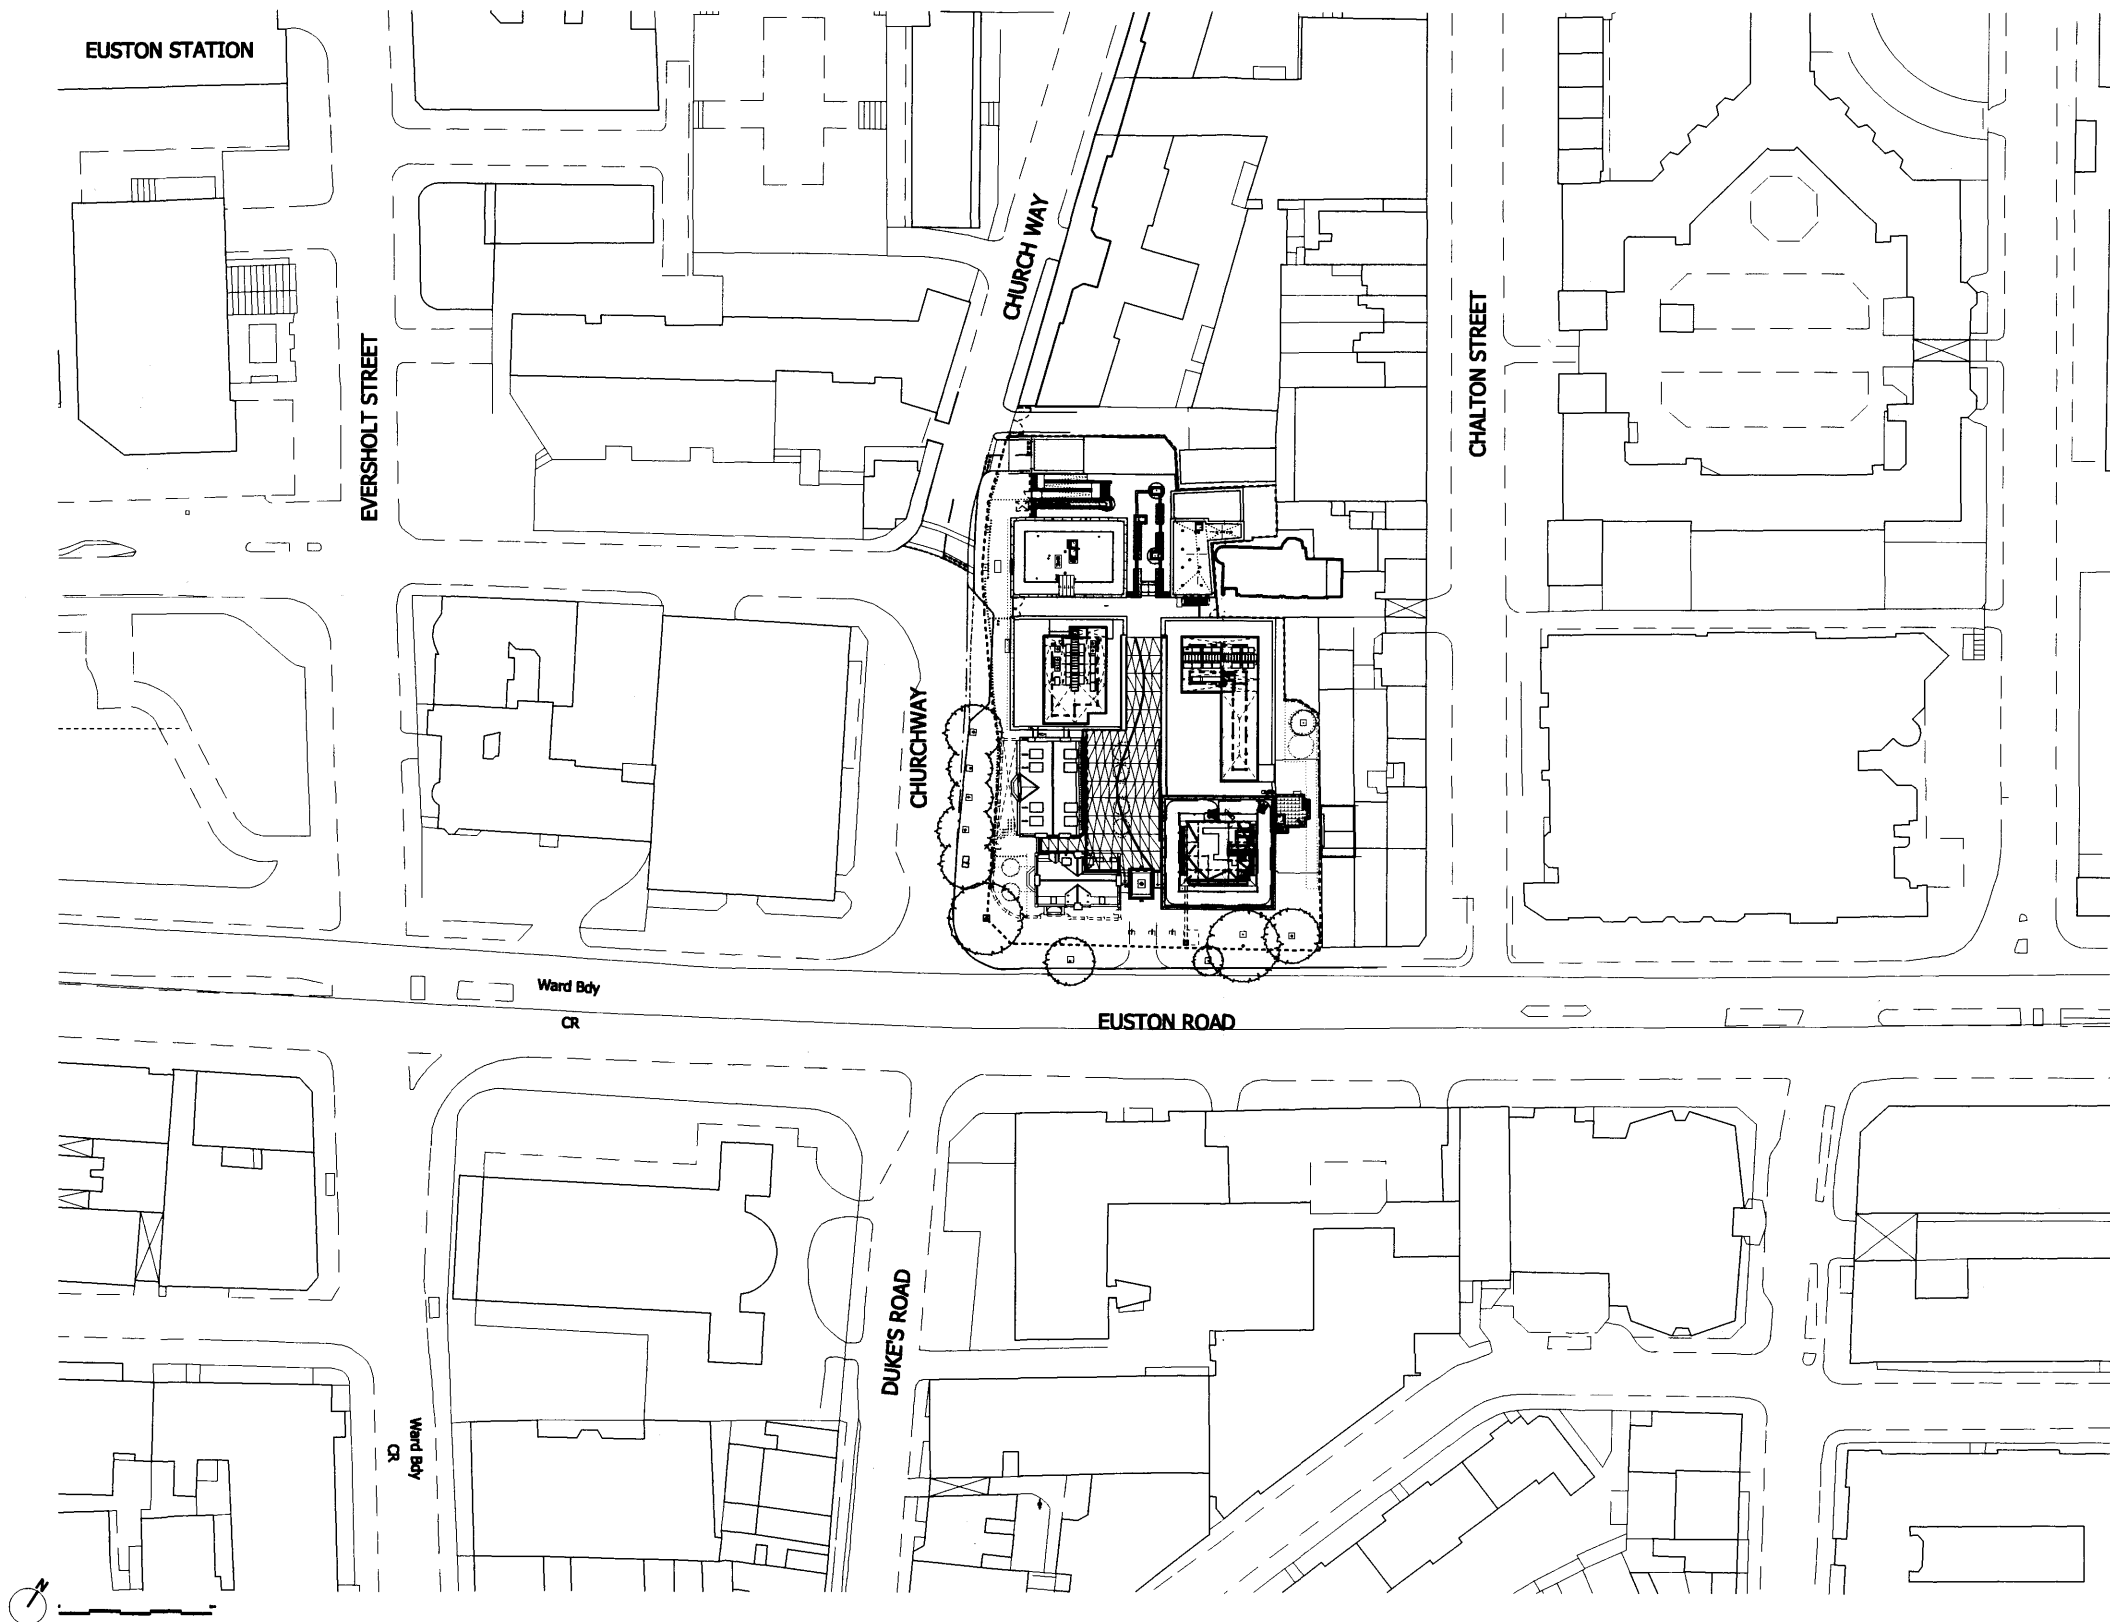 EUSTON STATION
CHURCH WAY
EVERSHOLT STREET
CHALTON STREET
CHURCHWAY
Ward Bdy
CR
EUSTON ROAD
DUKE'S ROAD
Ward Bdy
CR
N